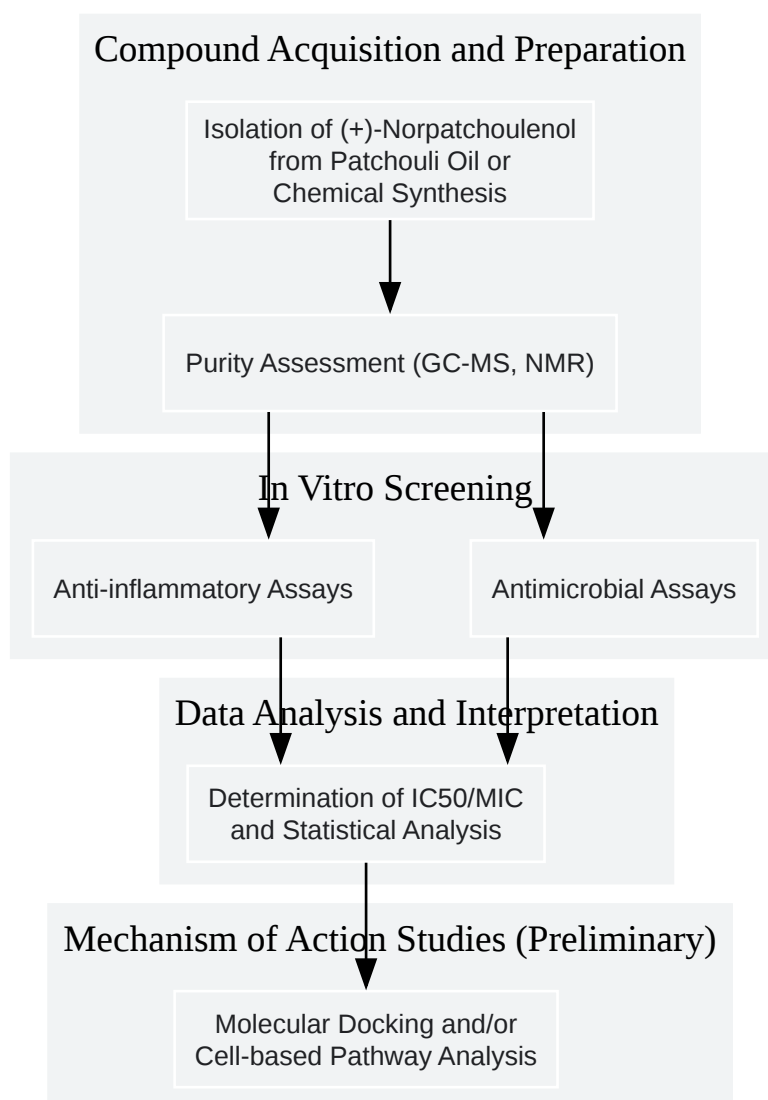 Compound Acquisition and Preparation
Isolation of (+)-Norpatchoulenol
from Patchouli Oil or
Chemical Synthesis
Purity Assessment (GC-MS, NMR)
In Vitro Screening
Anti-inflammatory Assays
Antimicrobial Assays
Data Analysis and Interpretation
Determination of IC50/MIC
and Statistical Analysis
Mechanism of Action Studies (Preliminary)
Molecular Docking and/or
Cell-based Pathway Analysis